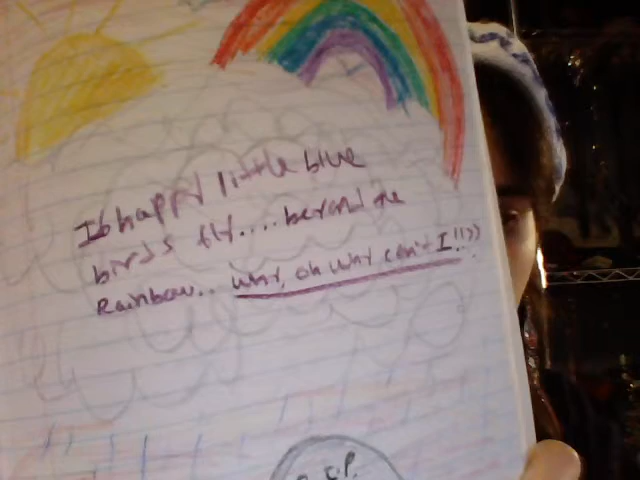 If happy little blue
birds fly.... beyond the
Rainbow.. why, oh why can't I!!??
R.I.P.